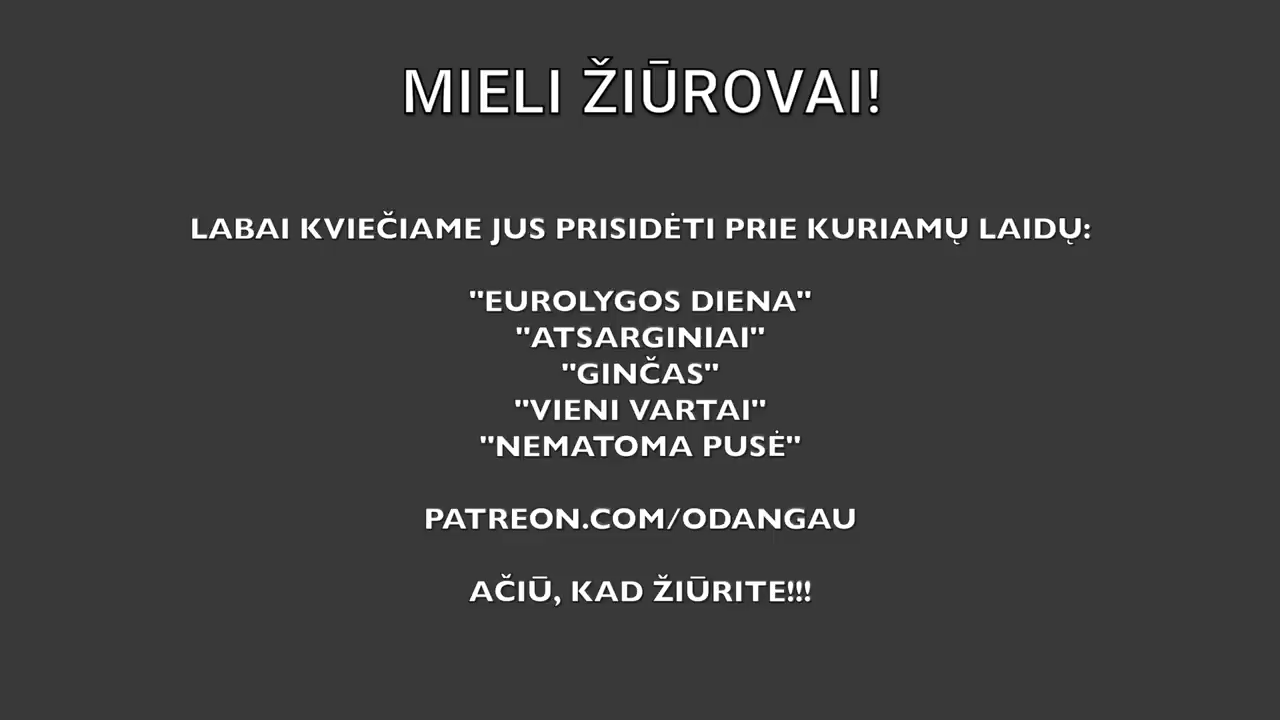 MIELI ŽIŪROVAI!
LABAI KVIEČIAME JUS PRISIDĖTI PRIE KURIAMŲ LAIDŲ:
"EUROLYGOS DIENA"
"ATSARGINIAI"
"GINČAS"
"VIENI VARTAI"
"NEMATOMA PUSĖ"
PATREON.COM/ODANGAU
AČIŪ, KAD ŽIŪRITE!!!